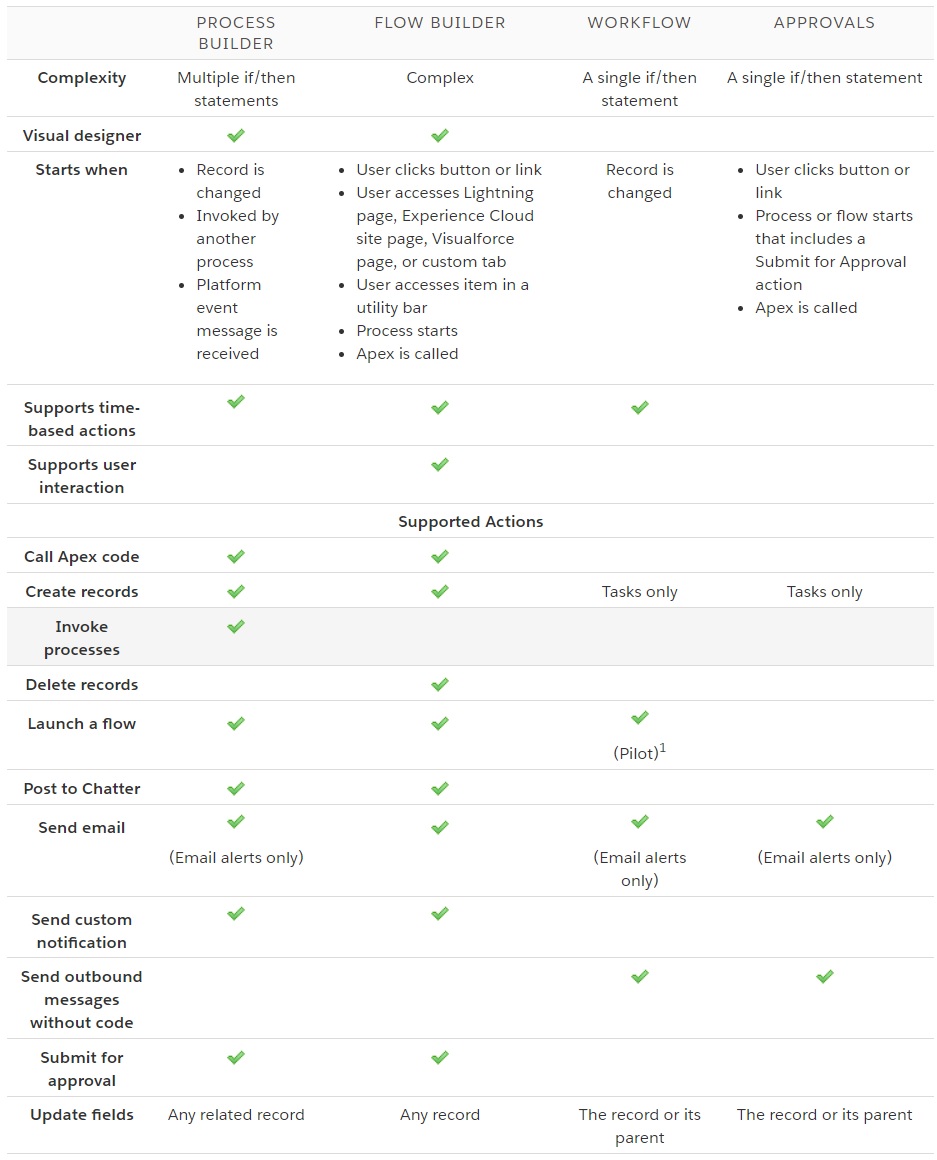 PROCESS BUILDER FLOW BUILDER WORKFLOW APPROVALS
Complexity
Multiple if/then
statements
Complex
A single if/then
statement
A single if/then statement
Visual designer
Starts when
Record is
changed
Invoked by
another
process
Platform
event
message is
received
User clicks button or link
User accesses Lightning
page, Experience Cloud
site page, Visualforce
page, or custom tab
User accesses item in a
utility bar
Process starts
Apex is called
Record is
changed
User clicks button or
link
Process or flow starts
that includes a
Submit for Approval
action
Apex is called
Supports time-
based actions
Supports user
interaction
Supported Actions
Call Apex code
Create records
Tasks only
Tasks only
Invoke
processes
Delete records
Launch a flow
(Pilot)1
Post to Chatter
Send email
(Email alerts only)
(Email alerts
only)
(Email alerts only)
Send custom
notification
Send outbound
messages
without code
Submit for
approval
Update fields
Any related record
Any record
The record or its
parent
The record or its parent